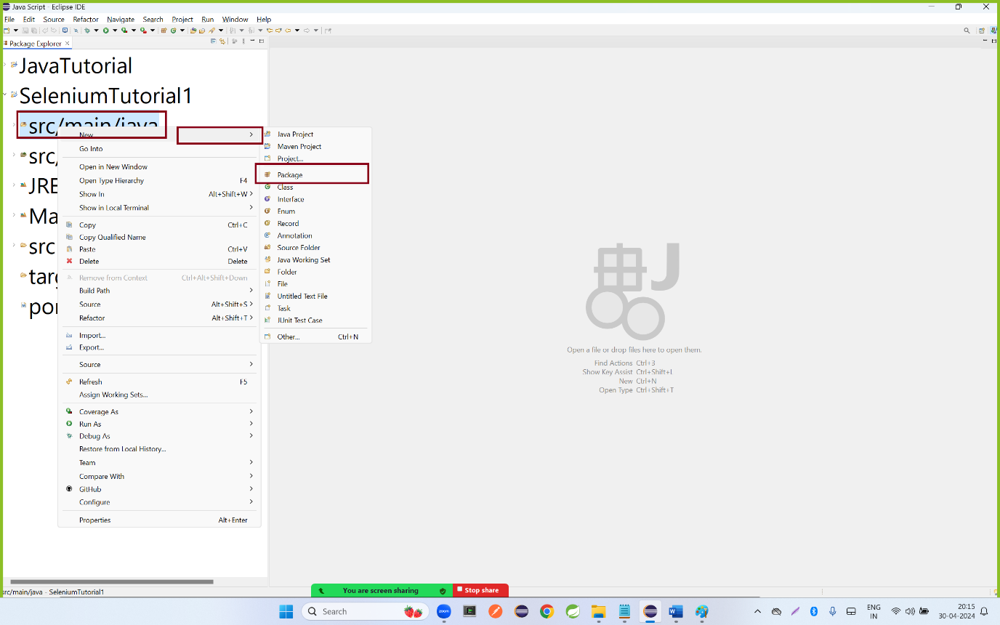 Java Script - Eclipse IDE
File Edit Source Refactor Navigate Search Project Run Window Help
Package Explorer
JavaTutorial
SeleniumTutorial1
src/main/java
New
Go Into
Open in New Window
Open Type Hierarchy F4
Show In Alt+Shift+W >
Show in Local Terminal >
Copy Ctrl+C
Copy Qualified Name
Paste Ctrl+V
Delete Delete
Remove from Context Ctrl+Alt+Shift+Down
Build Path >
Source Alt+Shift+S >
Refactor Alt+Shift+T >
Import...
Export...
Source >
Refresh F5
Assign Working Sets...
Coverage As >
Run As >
Debug As >
Restore from Local History...
Team >
Compare With >
GitHub >
Configure >
Properties Alt+Enter
src/
JRE
Ma
src
targ
por
Java Project
Maven Project
Project...
Package
Class
Interface
Enum
Record
Annotation
Source Folder
Java Working Set
Folder
File
Untitled Text File
Task
JUnit Test Case
Other... Ctrl+N
Open a file or drop files here to open them.
Find Actions Ctrl+3
Show Key Assist Ctrl+Shift+L
New Ctrl+N
Open Type Ctrl+Shift+T
src/main/java - SeleniumTutorial1
You are screen sharing Stop share
Search
zoom
ENG
IN
20:15
30-04-2024